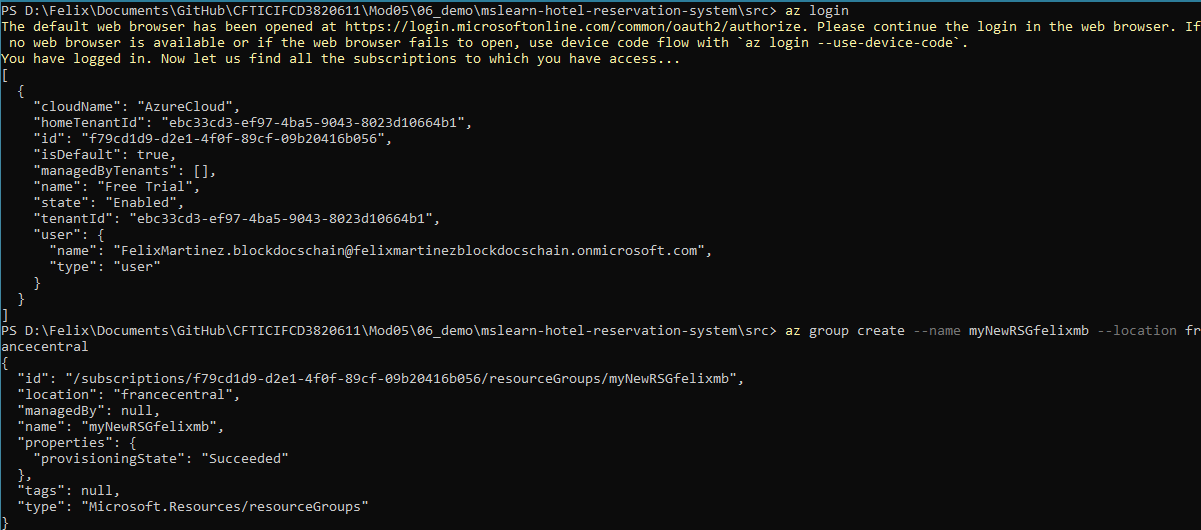 PS D:\Felix\Documents\GitHub\CFTICIFCD3820611\Mod05\06_demo\mslearn-hotel-reservation-system\src> az login
The default web browser has been opened at https://login.microsoftonline.com/common/oauth2/authorize. Please continue the login in the web browser. If
 no web browser is available or if the web browser fails to open, use device code flow with `az login --use-device-code`.
You have logged in. Now let us find all the subscriptions to which you have access...
[
  {
    "cloudName": "AzureCloud",
    "homeTenantId": "ebc33cd3-ef97-4ba5-9043-8023d10664b1",
    "id": "f79cd1d9-d2e1-4f0f-89cf-09b20416b056",
    "isDefault": true,
    "managedByTenants": [],
    "name": "Free Trial",
    "state": "Enabled",
    "tenantId": "ebc33cd3-ef97-4ba5-9043-8023d10664b1",
    "user": {
      "name": "FelixMartinez.blockdocschain@felixmartinezblockdocschain.onmicrosoft.com",
      "type": "user"
    }
  }
]
PS D:\Felix\Documents\GitHub\CFTICIFCD3820611\Mod05\06_demo\mslearn-hotel-reservation-system\src> az group create --name myNewRSGfelixmb --location fr
ancecentral
{
  "id": "/subscriptions/f79cd1d9-d2e1-4f0f-89cf-09b20416b056/resourceGroups/myNewRSGfelixmb",
  "location": "francecentral",
  "managedBy": null,
  "name": "myNewRSGfelixmb",
  "properties": {
    "provisioningState": "Succeeded"
  },
  "tags": null,
  "type": "Microsoft.Resources/resourceGroups"
}